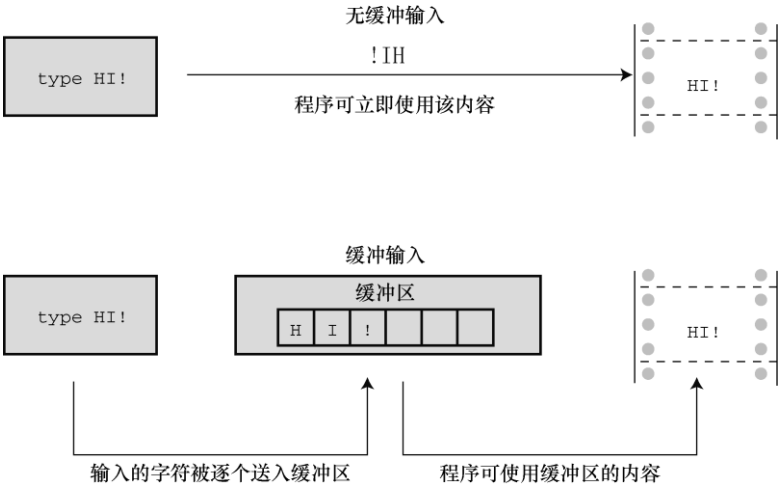 无缓冲输入
type HI!
!IH
HI!
程序可立即使用该内容
缓冲输入
type HI!
缓冲区
H I !
HI!
输入的字符被逐个送入缓冲区
程序可使用缓冲区的内容